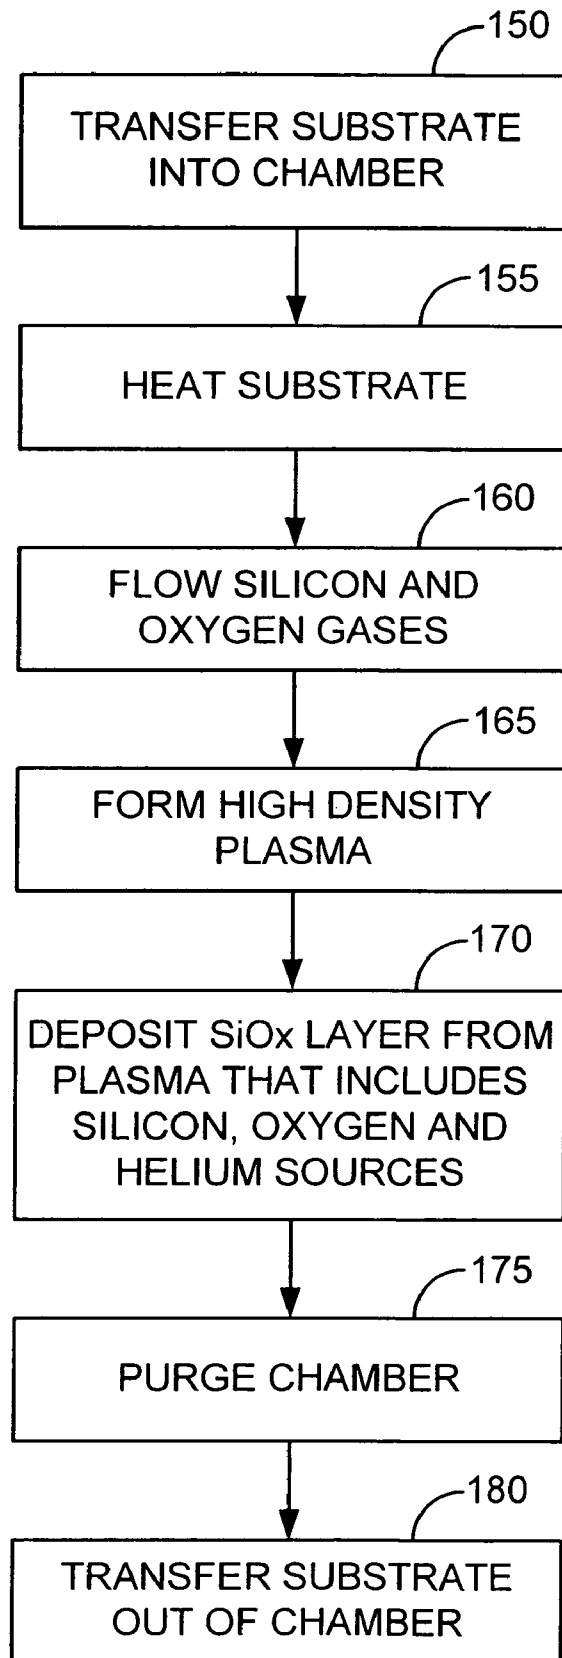 150
TRANSFER SUBSTRATE
INTO CHAMBER
155
HEAT SUBSTRATE
160
FLOW SILICON AND
OXYGEN GASES
165
FORM HIGH DENSITY
PLASMA
170
DEPOSIT SiOx LAYER FROM
PLASMA THAT INCLUDES
SILICON, OXYGEN AND
HELIUM SOURCES
175
PURGE CHAMBER
180
TRANSFER SUBSTRATE
OUT OF CHAMBER